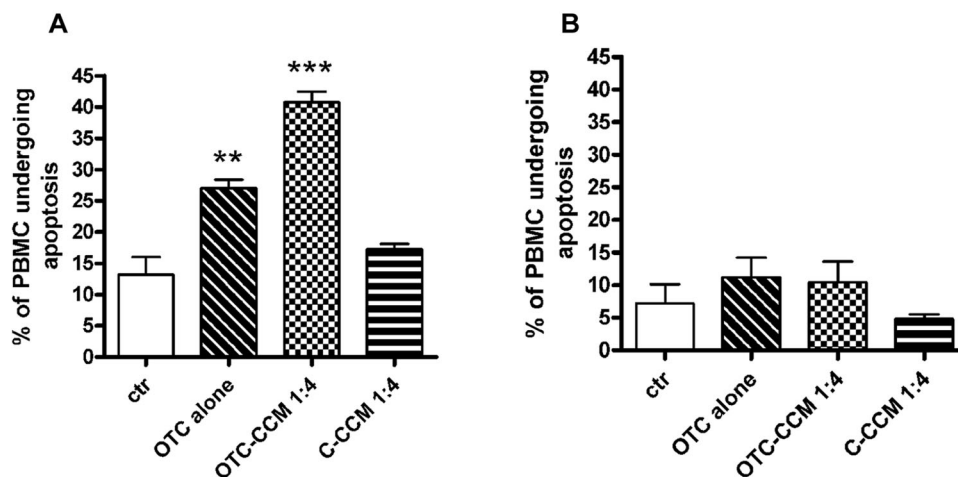 A
% of PBMC undergoing
apoptosis
45
40
35
30
25
20
15
10
5
0
**
***
ctr
OTC alone
OTC-CCM 1:4
C-CCM 1:4
B
% of PBMC undergoing
apoptosis
45
40
35
30
25
20
15
10
5
0
ctr
OTC alone
OTC-CCM 1:4
C-CCM 1:4